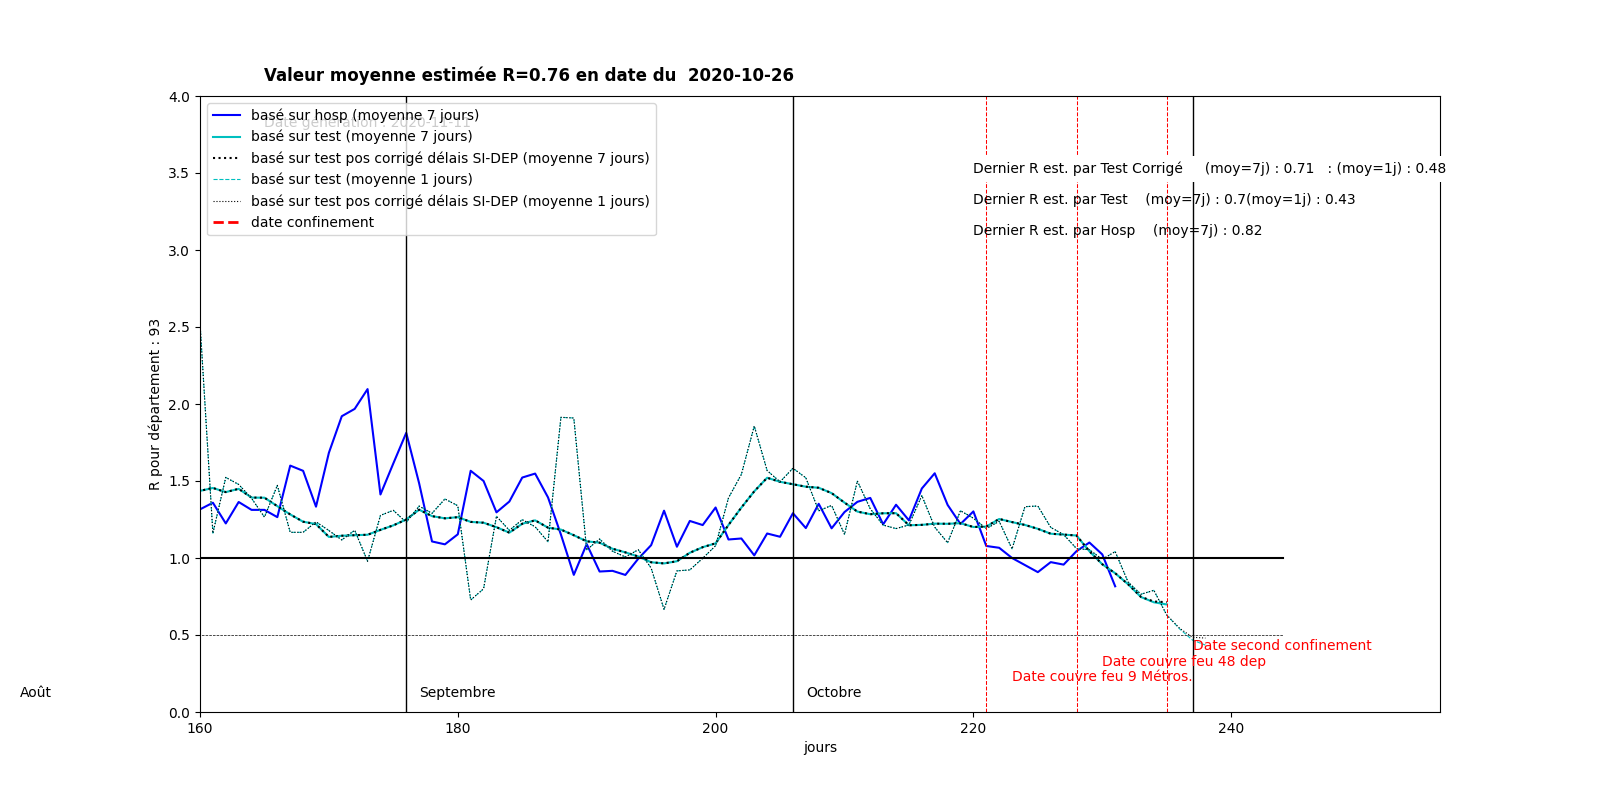 Valeur moyenne estimée R=0.76 en date du  2020-10-26
4.0
3.5
3.0
2.5
2.0
1.5
1.0
0.5
0.0
R pour département : 93
Date génération : 2020-11-11
basé sur hosp (moyenne 7 jours)
basé sur test (moyenne 7 jours)
basé sur test pos corrigé délais SI-DEP (moyenne 7 jours)
basé sur test (moyenne 1 jours)
basé sur test pos corrigé délais SI-DEP (moyenne 1 jours)
date confinement
Dernier R est. par Test Corrigé     (moy=7j) : 0.71   : (moy=1j) : 0.48
Dernier R est. par Test    (moy=7j) : 0.7(moy=1j) : 0.43
Dernier R est. par Hosp    (moy=7j) : 0.82
Date second confinement
Date couvre feu 48 dep
Date couvre feu 9 Métros.
Août
Septembre
Octobre
160
180
200
220
240
jours